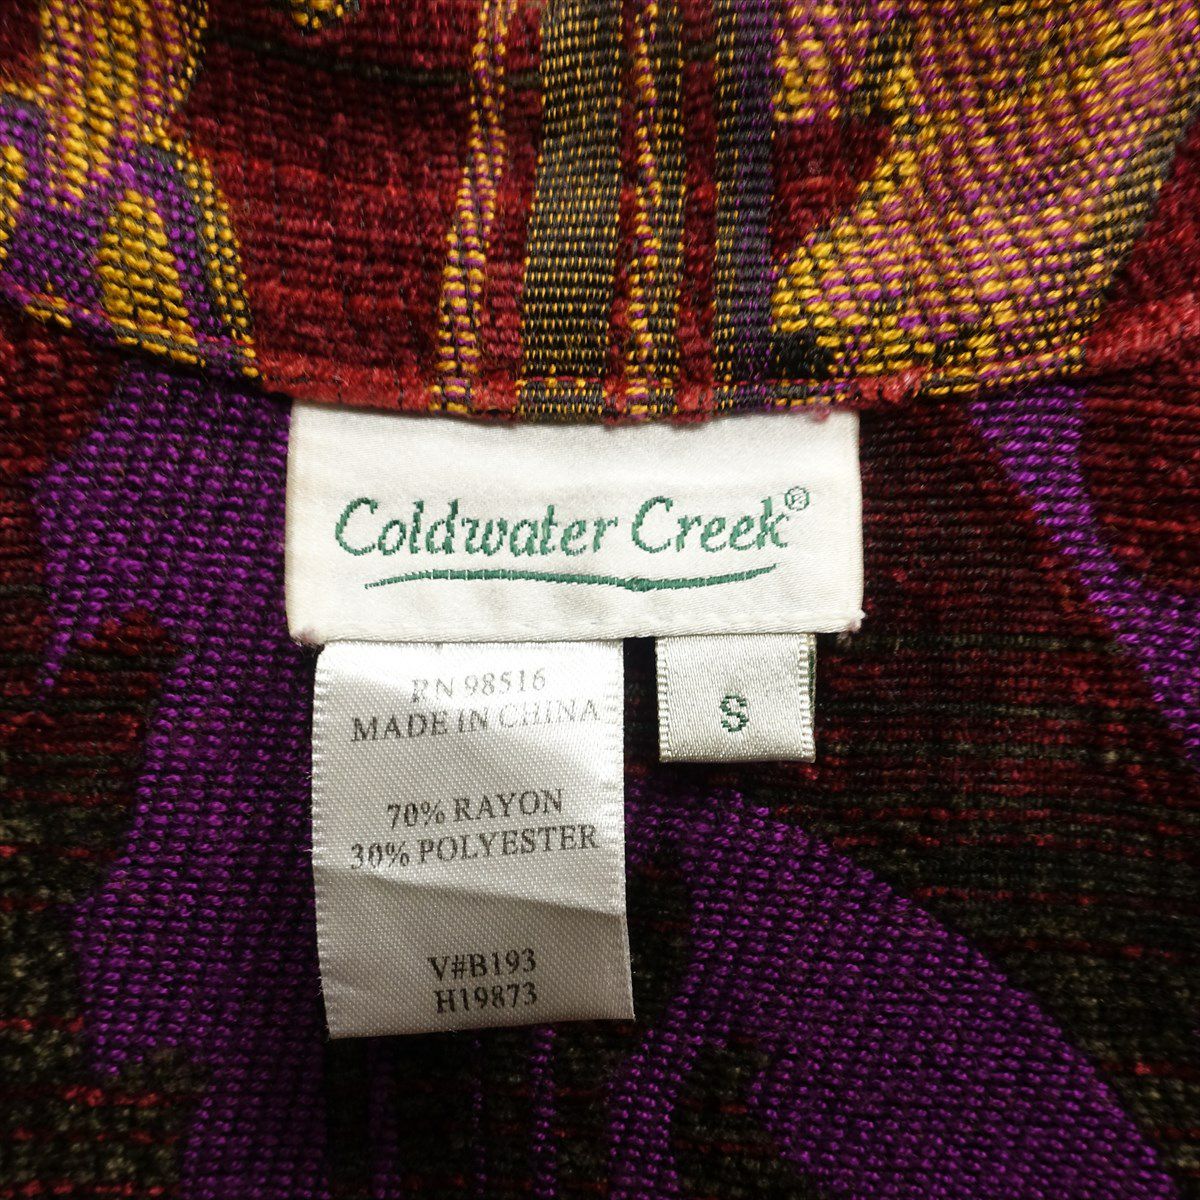 Coldwater Creek®
S
RN 98516
MADE IN CHINA
70% RAYON
30% POLYESTER
V#B193
H19873